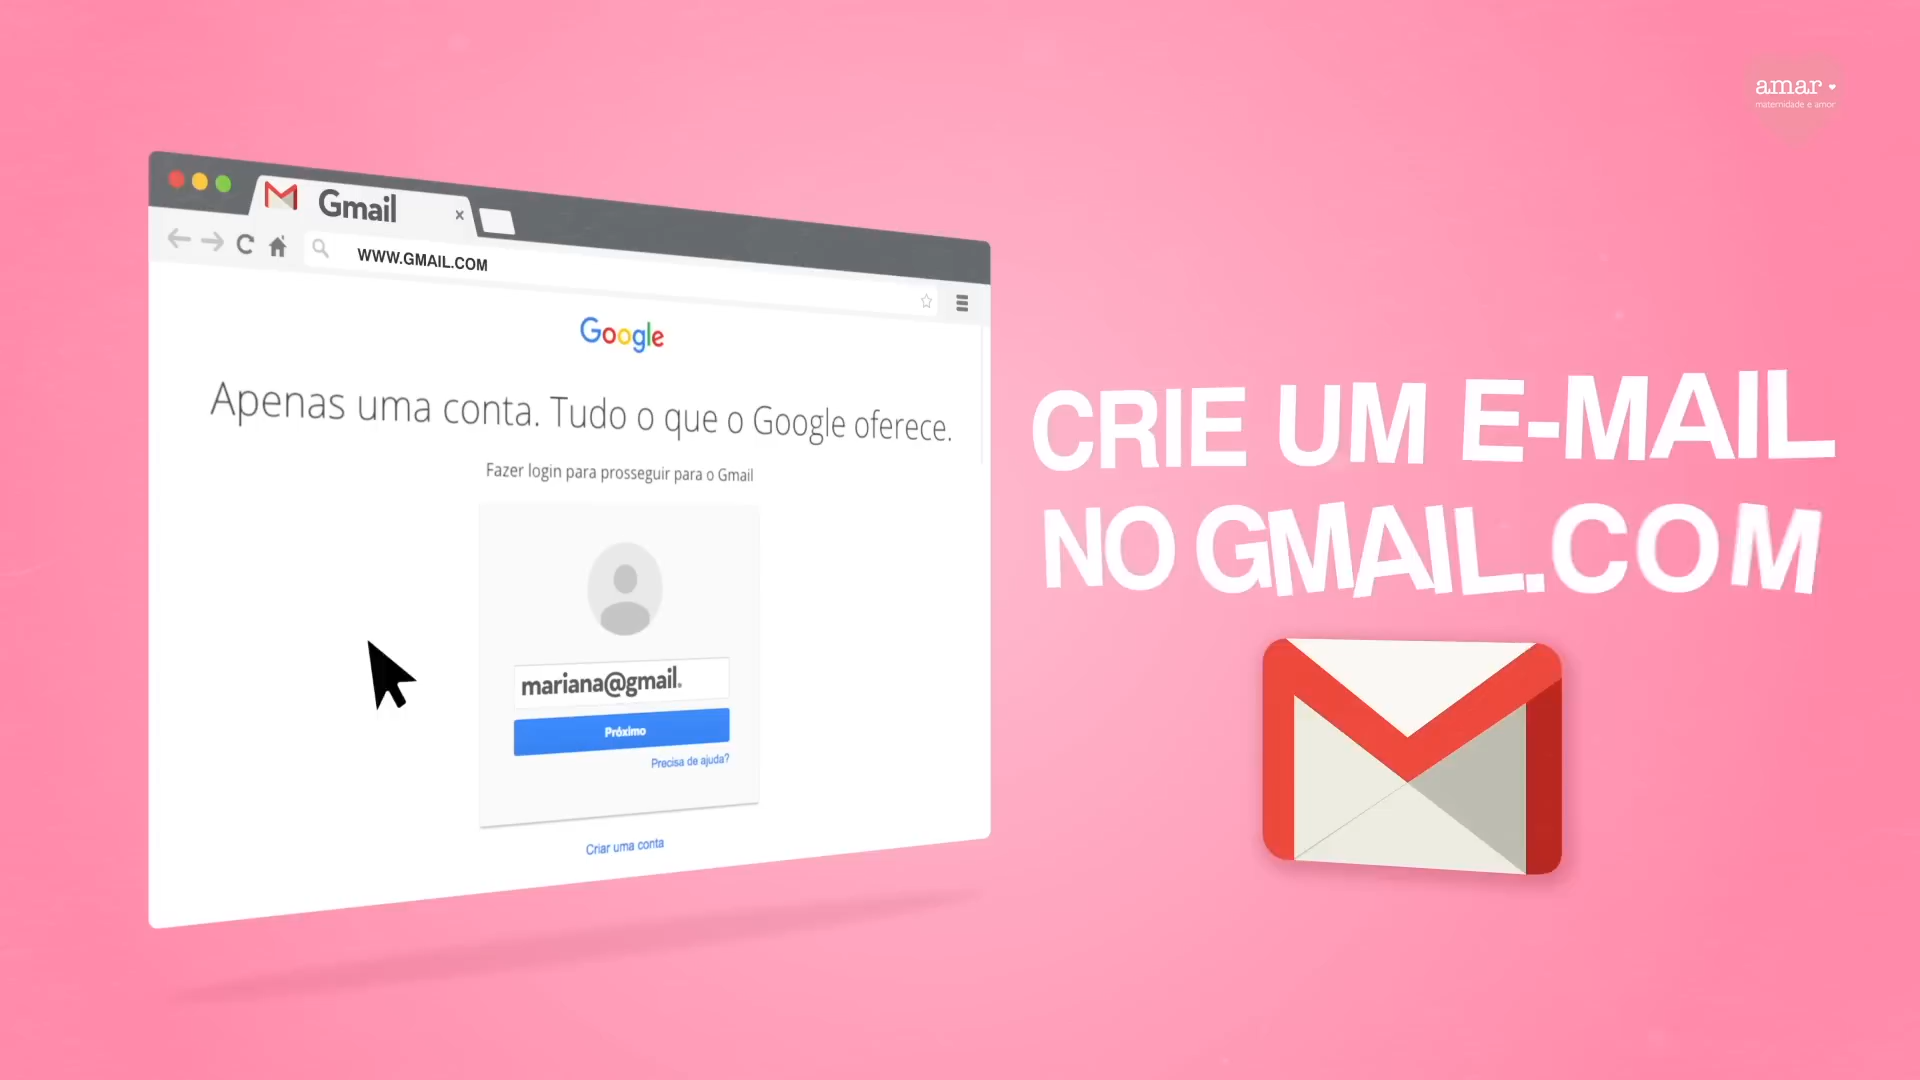 amar
maternidade e amor
Gmail
WWW.GMAIL.COM
Google
Apenas uma conta. Tudo o que o Google oferece.
Fazer login para prosseguir para o Gmail
mariana@gmail.
Próximo
Precisa de ajuda?
Criar uma conta
CRIE UM E-MAIL
NO GMAIL.COM